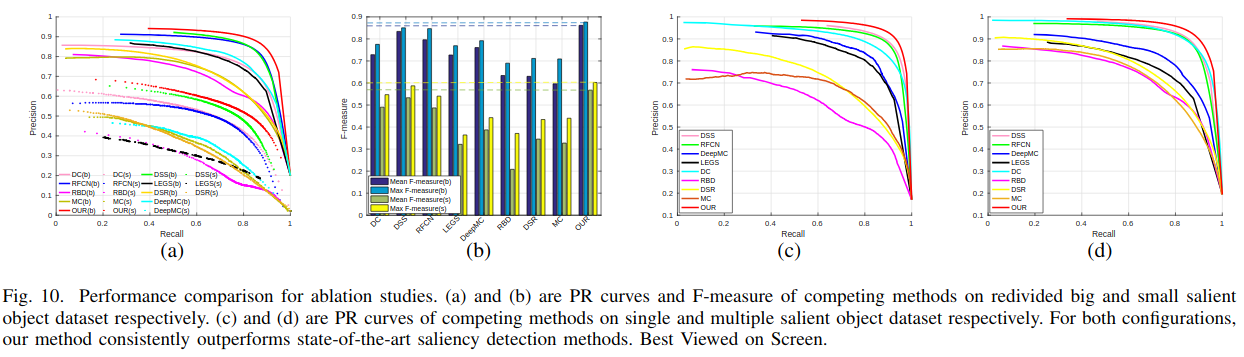 1
0.9
0.8
0.7
0.6
0.5
0.4
0.3
0.2
0.1
0
Precision
0 0.2 0.4 0.6 0.8 1
Recall
DC(b) DC(s) DSS(b) DSS(s)
RFCN(b) RFCN(s) LEGS(b) LEGS(s)
RBD(b) RBD(s) DSR(b) DSR(s)
MC(b) MC(s) DeepMC(b)
OUR(b) OUR(s) DeepMC(s)
(a)
0.9
0.8
0.7
0.6
0.5
0.4
0.3
0.2
0.1
0
F-measure
Mean F-measure(b)
Max F-measure(b)
Mean F-measure(s)
Max F-measure(s)
DC DSS RFCN LEGS DeepMC RBD DSR MC OUR
(b)
1
0.9
0.8
0.7
0.6
0.5
0.4
0.3
0.2
0.1
Precision
DSS
RFCN
DeepMC
LEGS
DC
RBD
DSR
MC
OUR
0 0.2 0.4 0.6 0.8 1
Recall
(c)
1
0.9
0.8
0.7
0.6
0.5
0.4
0.3
0.2
0.1
Precision
DSS
RFCN
DeepMC
LEGS
DC
RBD
DSR
MC
OUR
0 0.2 0.4 0.6 0.8 1
Recall
(d)
Fig. 10. Performance comparison for ablation studies. (a) and (b) are PR curves and F-measure of competing methods on redivided big and small salient
object dataset respectively. (c) and (d) are PR curves of competing methods on single and multiple salient object dataset respectively. For both configurations,
our method consistently outperforms state-of-the-art saliency detection methods. Best Viewed on Screen.